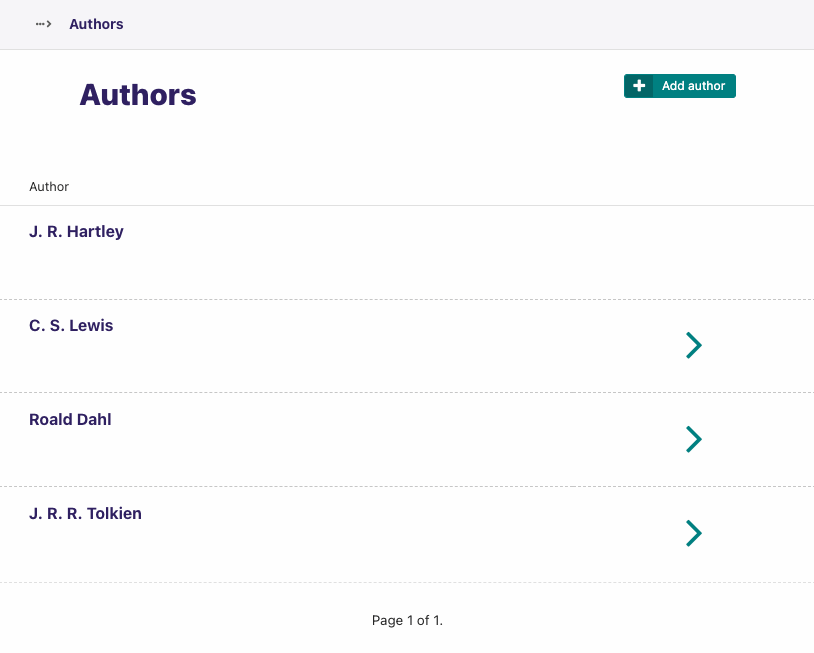 Authors
Authors
Add author
Author
J. R. Hartley
C. S. Lewis
Roald Dahl
J. R. R. Tolkien
Page 1 of 1.